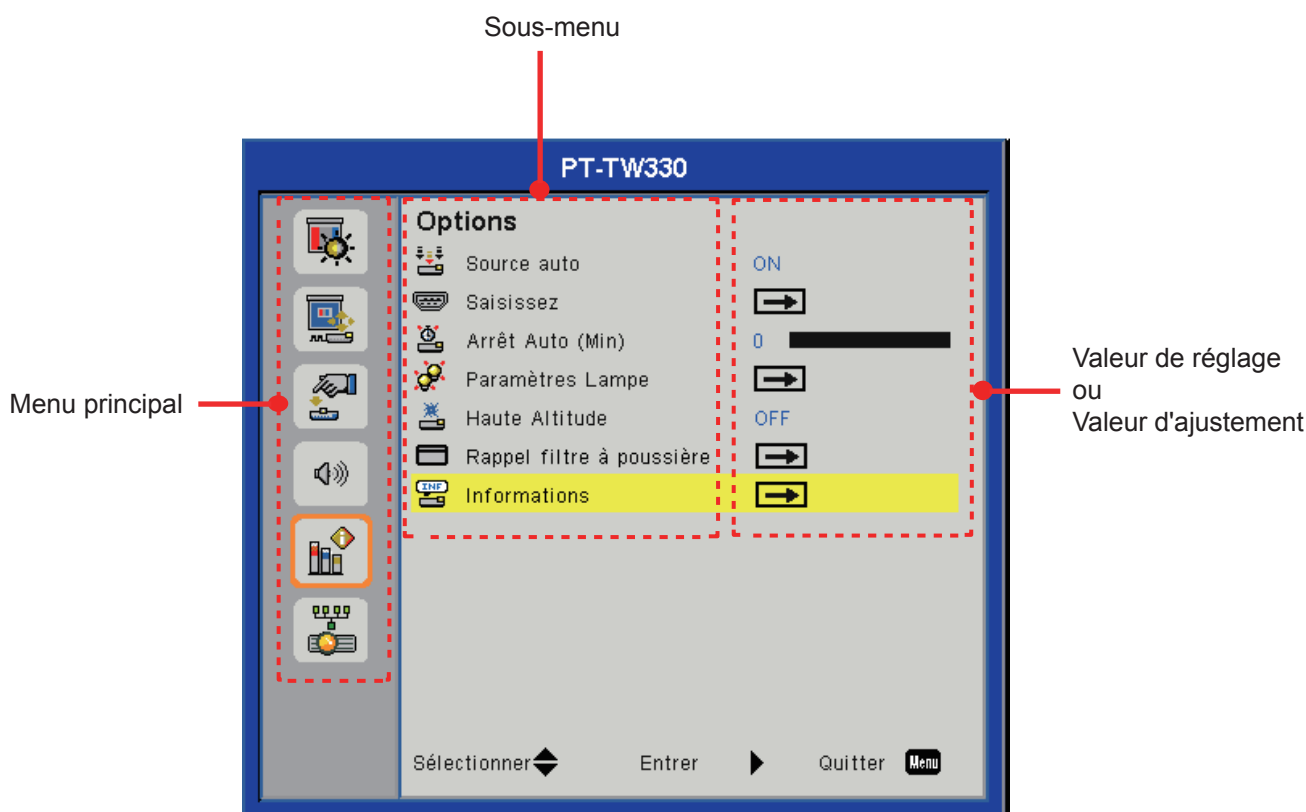 Sous-menu
PT-TW330
Options
Source auto ON
Saisissez
Arrêt Auto (Min) 0
Paramètres Lampe
Haute Altitude OFF
Rappel filtre à poussière
INF Informations
Menu principal
Valeur de réglage
ou
Valeur d'ajustement
Sélectionner Entrer Quitter Menu